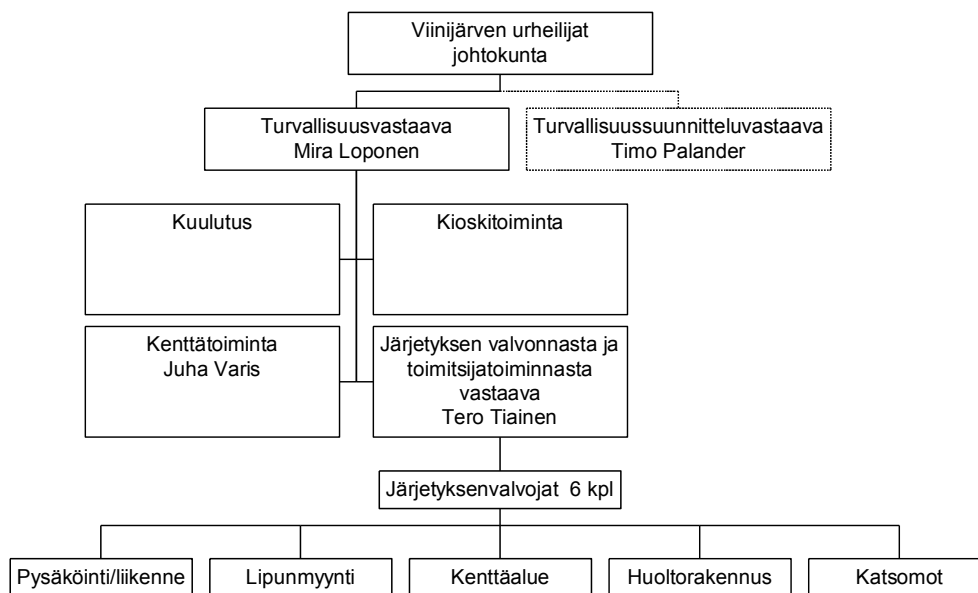 Viinijärven urheilijat
johtokunta
Turvallisuusvastaava
Mira Loponen
Turvallisuussuunnitteluvastaava
Timo Palander
Kuulutus
Kioskitoiminta
Kenttätoiminta
Juha Varis
Järjetyksen valvonnasta ja
toimitsijatoiminnasta
vastaava
Tero Tiainen
Järjetyksenvalvojat 6 kpl
Pysäköinti/liikenne
Lipunmyynti
Kenttäalue
Huoltorakennus
Katsomot